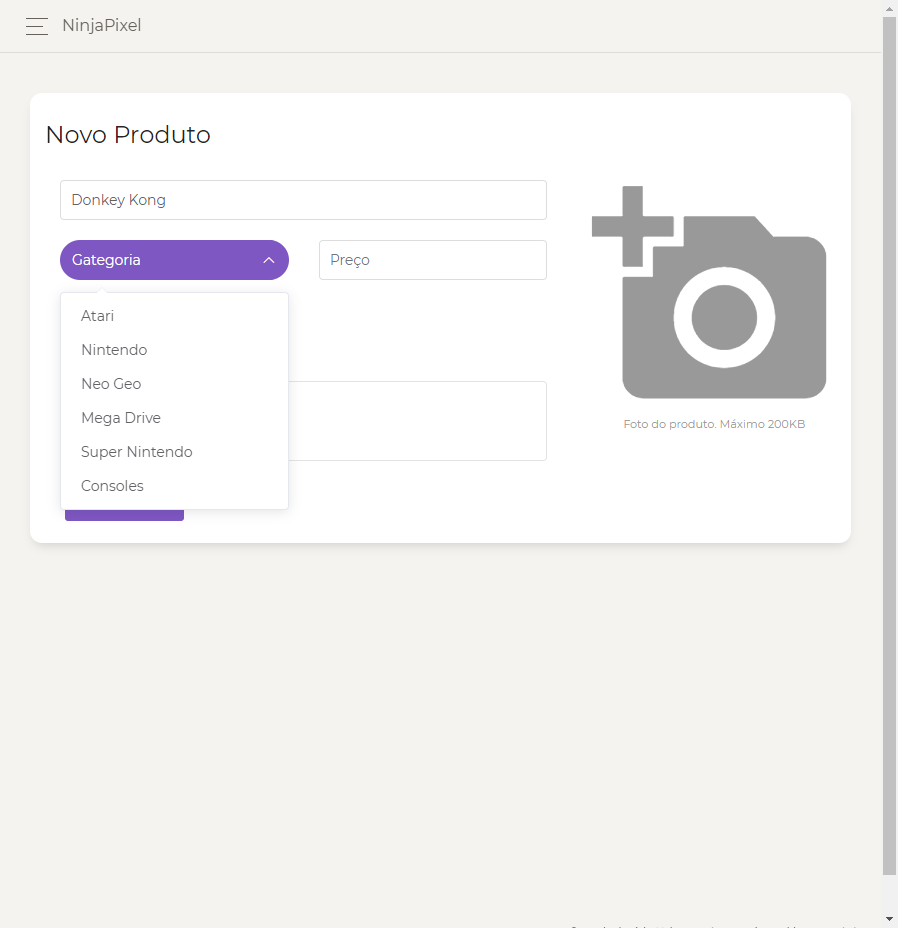 NinjaPixel
Novo Produto
Donkey Kong
Gategoria
Preço
Atari
Nintendo
Neo Geo
Mega Drive
Super Nintendo
Consoles
Foto do produto. Máximo 200KB